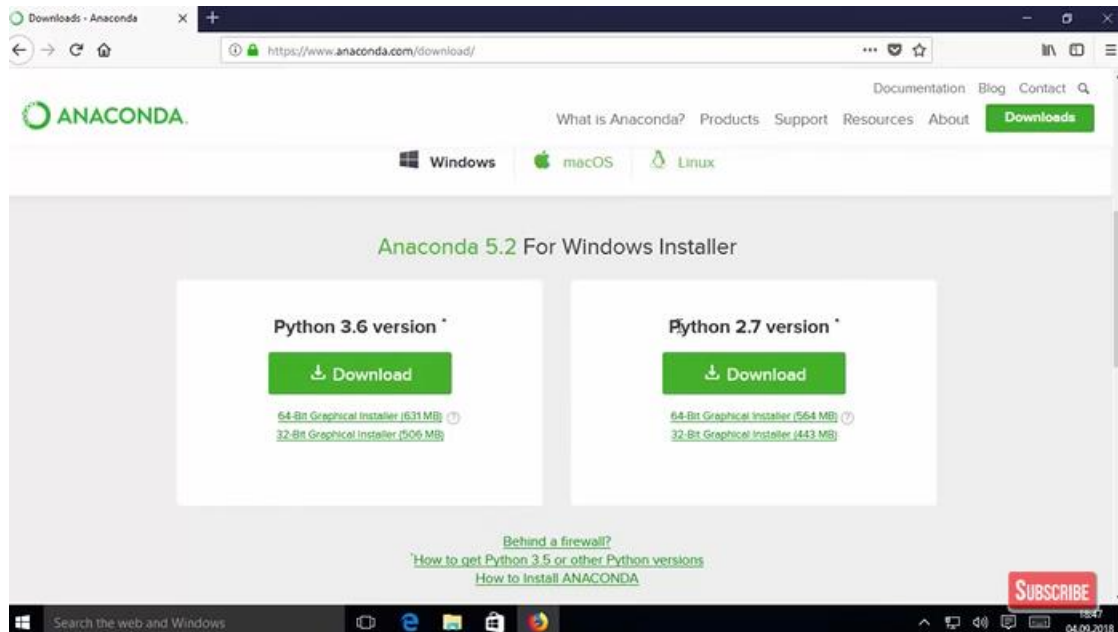 Downloads - Anaconda
https://www.anaconda.com/download/
Documentation Blog Contact
ANACONDA.
What is Anaconda? Products Support Resources About Downloads
Windows macOS Linux
Anaconda 5.2 For Windows Installer
Python 3.6 version *
Download
64-Bit Graphical Installer (631 MB) ?
32-Bit Graphical Installer (506 MB)
Python 2.7 version *
Download
64-Bit Graphical Installer (564 MB) ?
32-Bit Graphical Installer (443 MB)
Behind a firewall?
*How to get Python 3.5 or other Python versions
How to Install ANACONDA
SUBSCRIBE
Search the web and Windows
18:47
04.09.2018